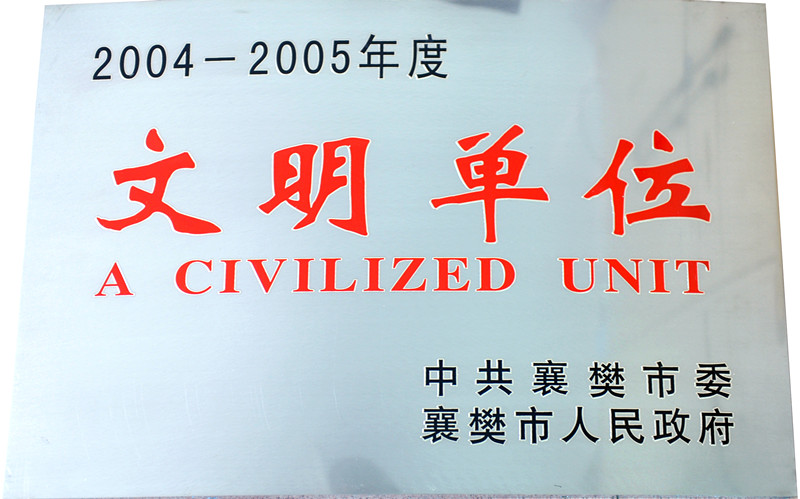 2004－2005年度
文明单位
A CIVILIZED UNIT
中共襄樊市委
襄樊市人民政府